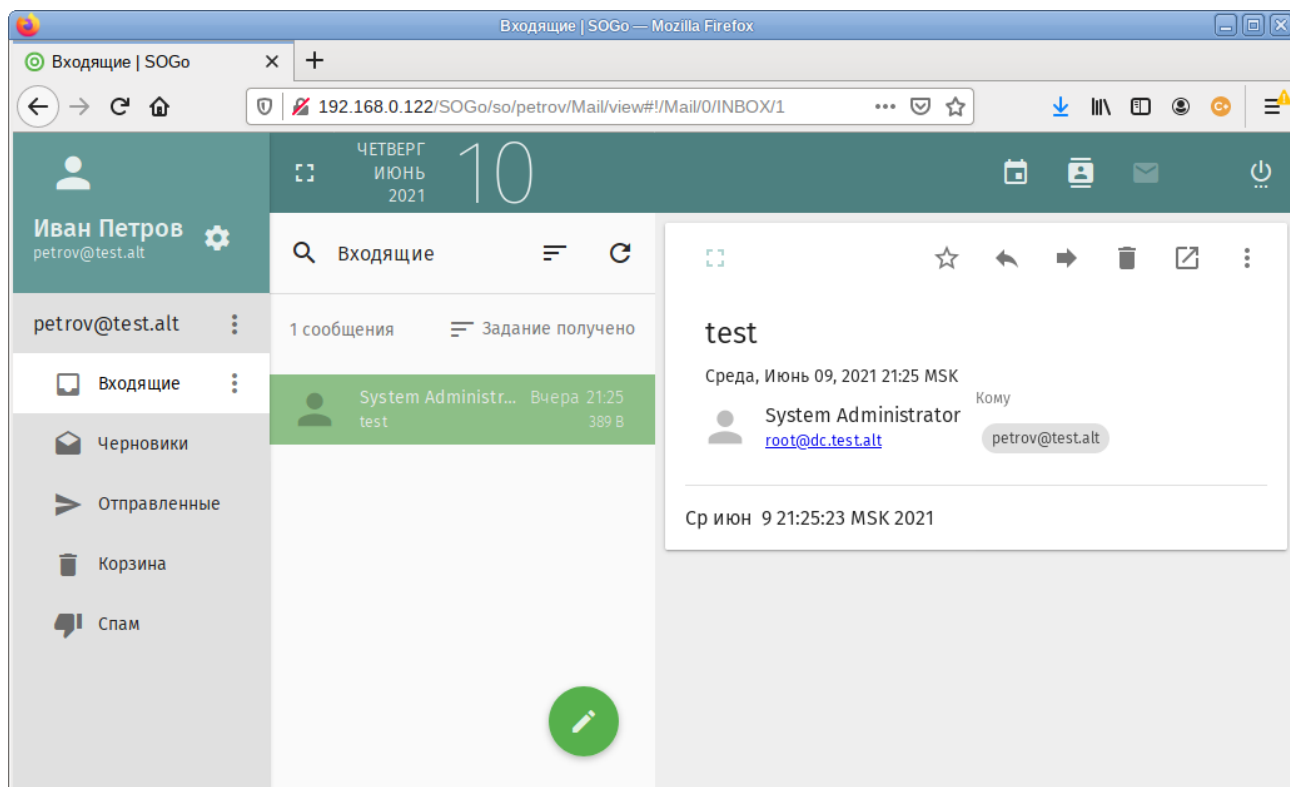 Входящие | SOGo — Mozilla Firefox
Входящие | SOGo
192.168.0.122/SOGo/so/petrov/Mail/view#!/Mail/0/INBOX/1
ЧЕТВЕРГ
ИЮНЬ
2021
10
Иван Петров
petrov@test.alt
petrov@test.alt
Входящие
Черновики
Отправленные
Корзина
Спам
Входящие
1 сообщения Задание получено
System Administr... Вчера 21:25
test 389 B
test
Среда, Июнь 09, 2021 21:25 MSK
System Administrator
root@dc.test.alt
Кому
petrov@test.alt
Ср июн 9 21:25:23 MSK 2021